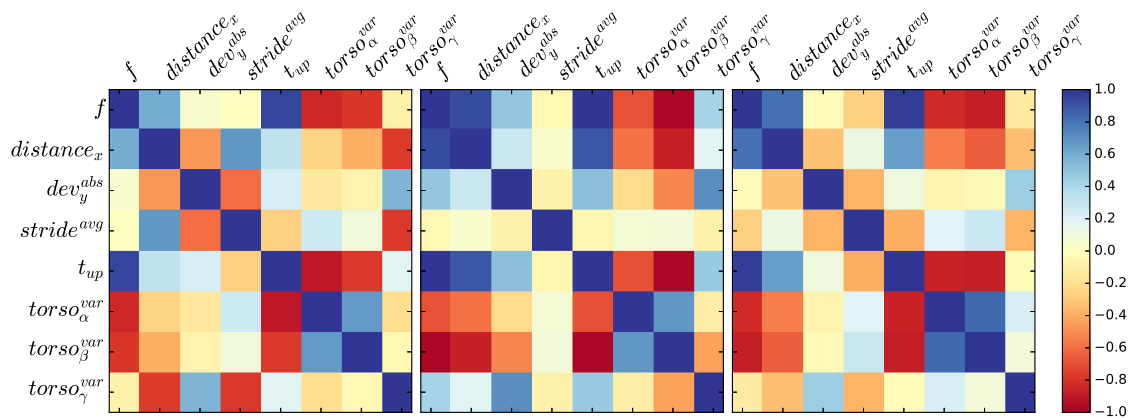 f distance_x dev_y^abs stride^avg t_up torso_α^var torso_β^var torso_γ^var
f distance_x dev_y^abs stride^avg t_up torso_α^var torso_β^var torso_γ^var
f distance_x dev_y^abs stride^avg t_up torso_α^var torso_β^var torso_γ^var
f
distance_x
dev_y^abs
stride^avg
t_up
torso_α^var
torso_β^var
torso_γ^var
1.0
0.8
0.6
0.4
0.2
0.0
−0.2
−0.4
−0.6
−0.8
−1.0